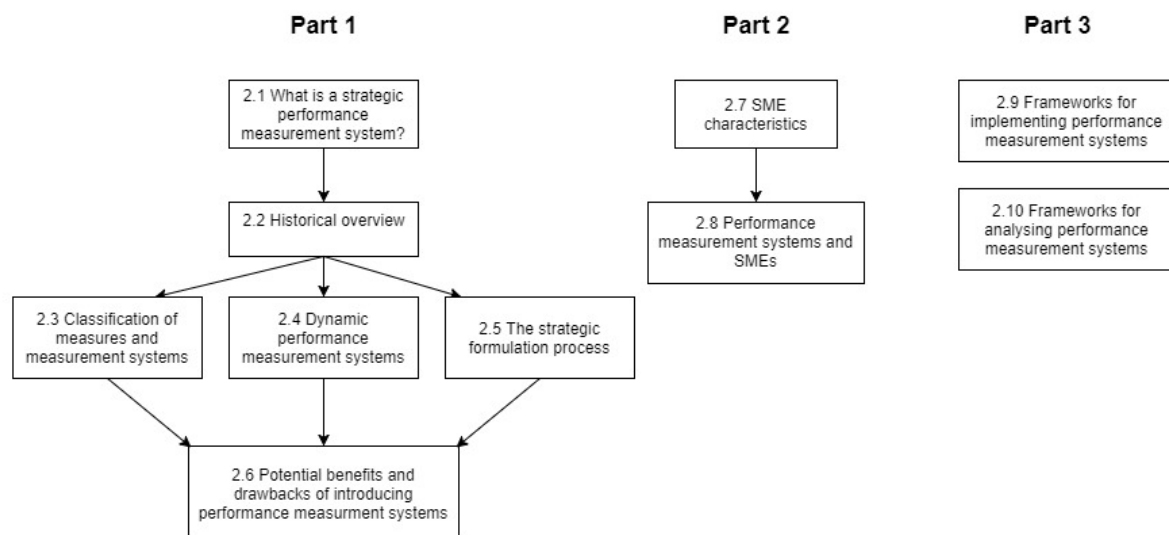 Part 1
2.1 What is a strategic
performance
measurement system?
2.2 Historical overview
2.3 Classification of
measures and
measurement systems
2.4 Dynamic
performance
measurement systems
2.5 The strategic
formulation process
2.6 Potential benefits and
drawbacks of introducing
performance measurment systems
Part 2
2.7 SME
characteristics
2.8 Performance
measurement systems and
SMEs
Part 3
2.9 Frameworks for
implementing performance
measurement systems
2.10 Frameworks for
analysing performance
measurement systems